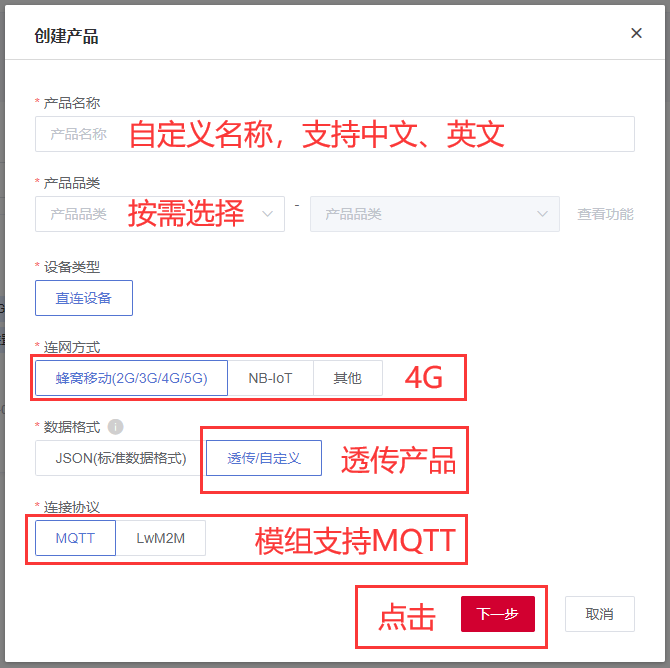 创建产品
* 产品名称
产品名称 自定义名称，支持中文、英文
* 产品品类
产品品类 按需选择 - 产品品类 查看功能
* 设备类型
直连设备
* 连网方式
蜂窝移动(2G/3G/4G/5G) NB-IoT 其他 4G
* 数据格式
JSON(标准数据格式) 透传/自定义 透传产品
* 连接协议
MQTT LwM2M 模组支持MQTT
点击 下一步 取消